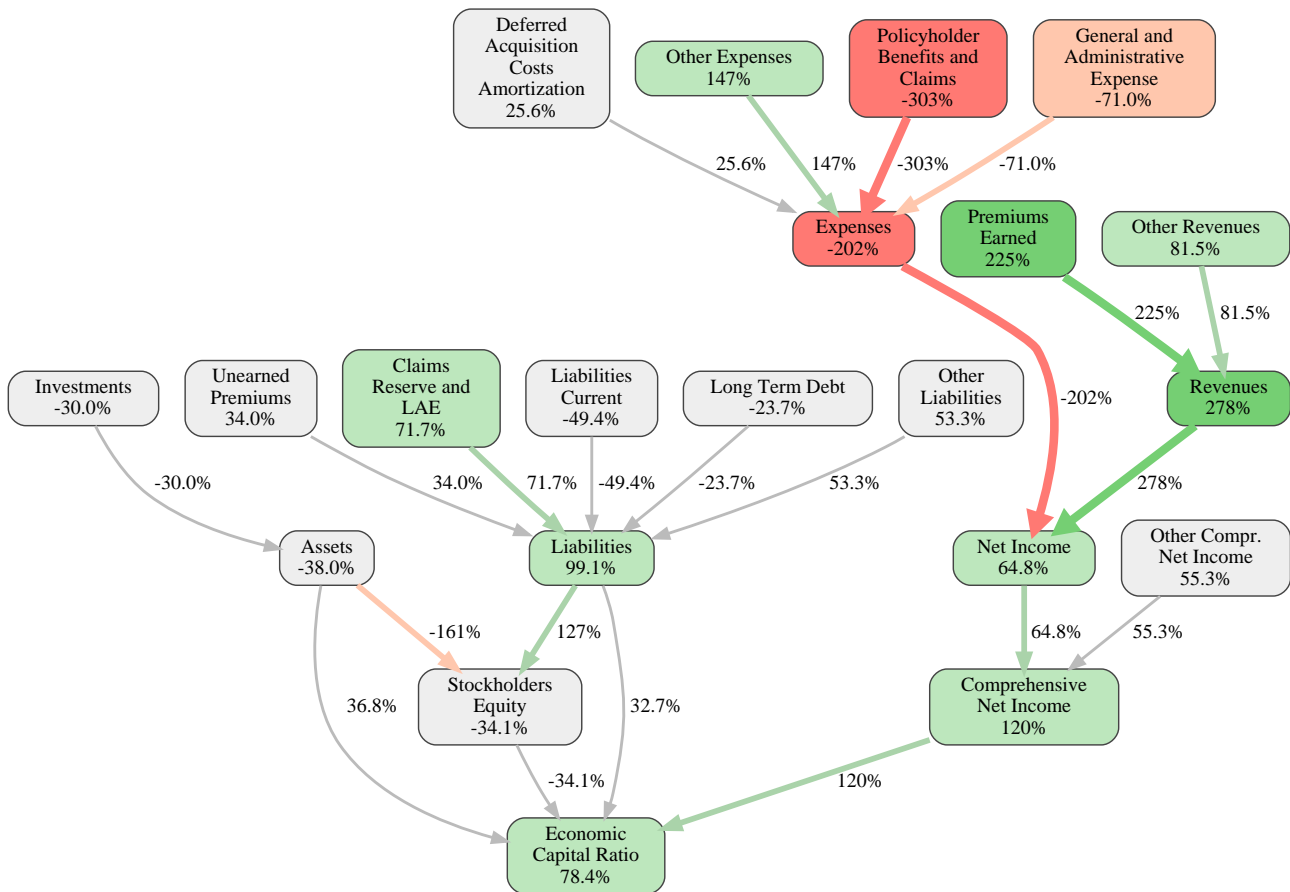 Deferred
Acquisition
Costs
Amortization
25.6%
Other Expenses
147%
Policyholder
Benefits and
Claims
-303%
General and
Administrative
Expense
-71.0%
25.6%
147%
-303%
-71.0%
Expenses
-202%
Premiums
Earned
225%
Other Revenues
81.5%
225%
81.5%
Investments
-30.0%
Unearned
Premiums
34.0%
Claims
Reserve and
LAE
71.7%
Liabilities
Current
-49.4%
Long Term Debt
-23.7%
Other
Liabilities
53.3%
-202%
Revenues
278%
-30.0%
34.0%
71.7%
-49.4%
-23.7%
53.3%
278%
Assets
-38.0%
Liabilities
99.1%
Net Income
64.8%
Other Compr.
Net Income
55.3%
-161%
127%
64.8%
55.3%
36.8%
Stockholders
Equity
-34.1%
32.7%
Comprehensive
Net Income
120%
-34.1%
120%
Economic
Capital Ratio
78.4%